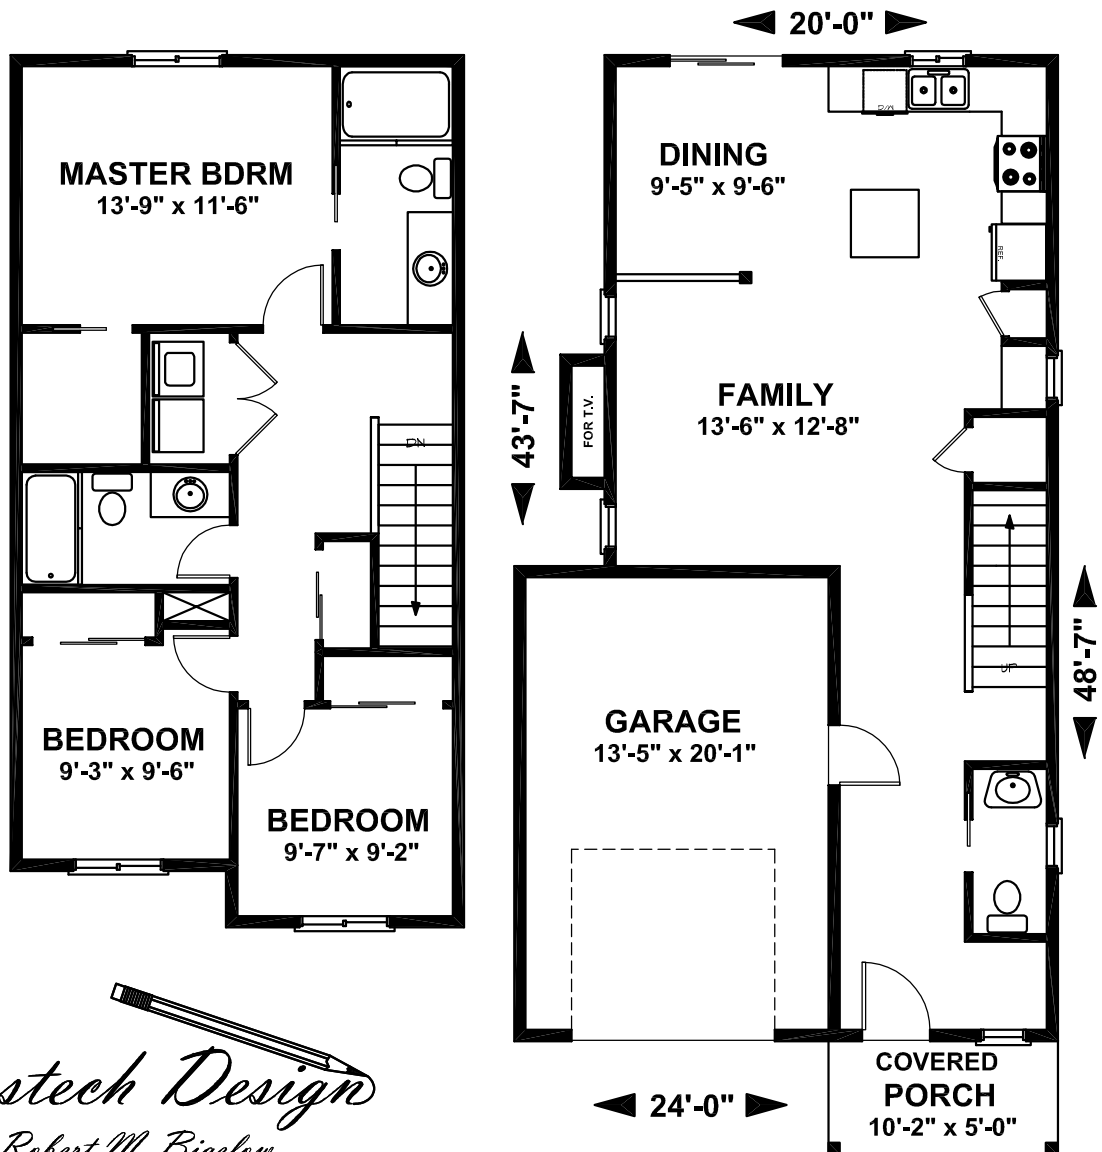 20'-0"
MASTER BDRM
13'-9" x 11'-6"
DINING
9'-5" x 9'-6"
D/W
REF.
43'-7"
FOR T.V.
FAMILY
13'-6" x 12'-8"
DN
UP
48'-7"
GARAGE
13'-5" x 20'-1"
BEDROOM
9'-3" x 9'-6"
BEDROOM
9'-7" x 9'-2"
COVERED
PORCH
10'-2" x 5'-0"
24'-0"
stech Design
Robert M. Bigelow